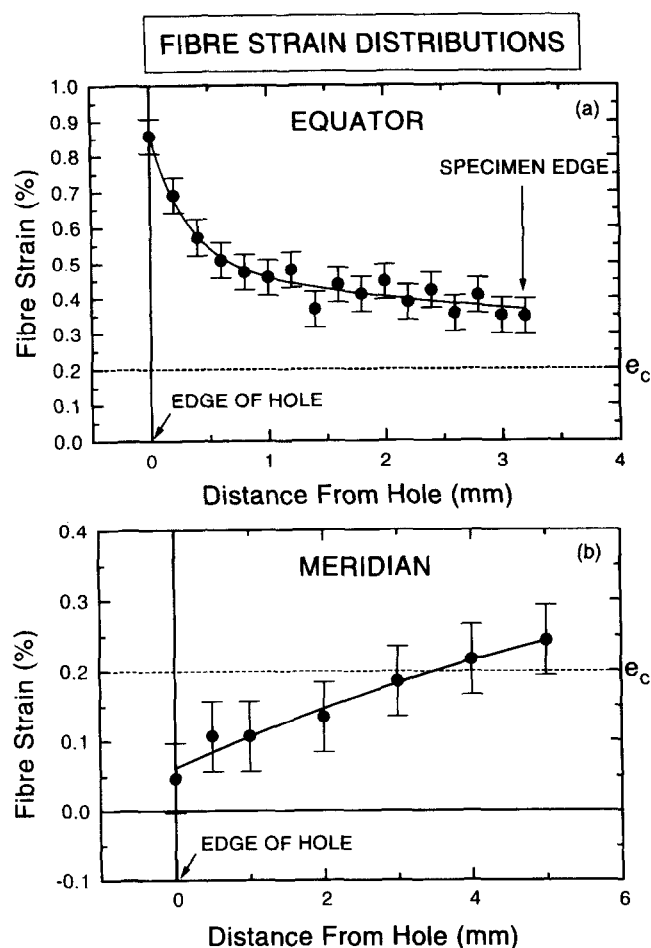 FIBRE STRAIN DISTRIBUTIONS
(a)
EQUATOR
SPECIMEN EDGE
Fibre Strain (%)
1.0
0.9
0.8
0.7
0.6
0.5
0.4
0.3
0.2
0.1
0.0
e_c
EDGE OF HOLE
0 1 2 3 4
Distance From Hole (mm)
(b)
MERIDIAN
Fibre Strain (%)
0.4
0.3
0.2
0.1
0.0
-0.1
e_c
EDGE OF HOLE
0 2 4 6
Distance From Hole (mm)